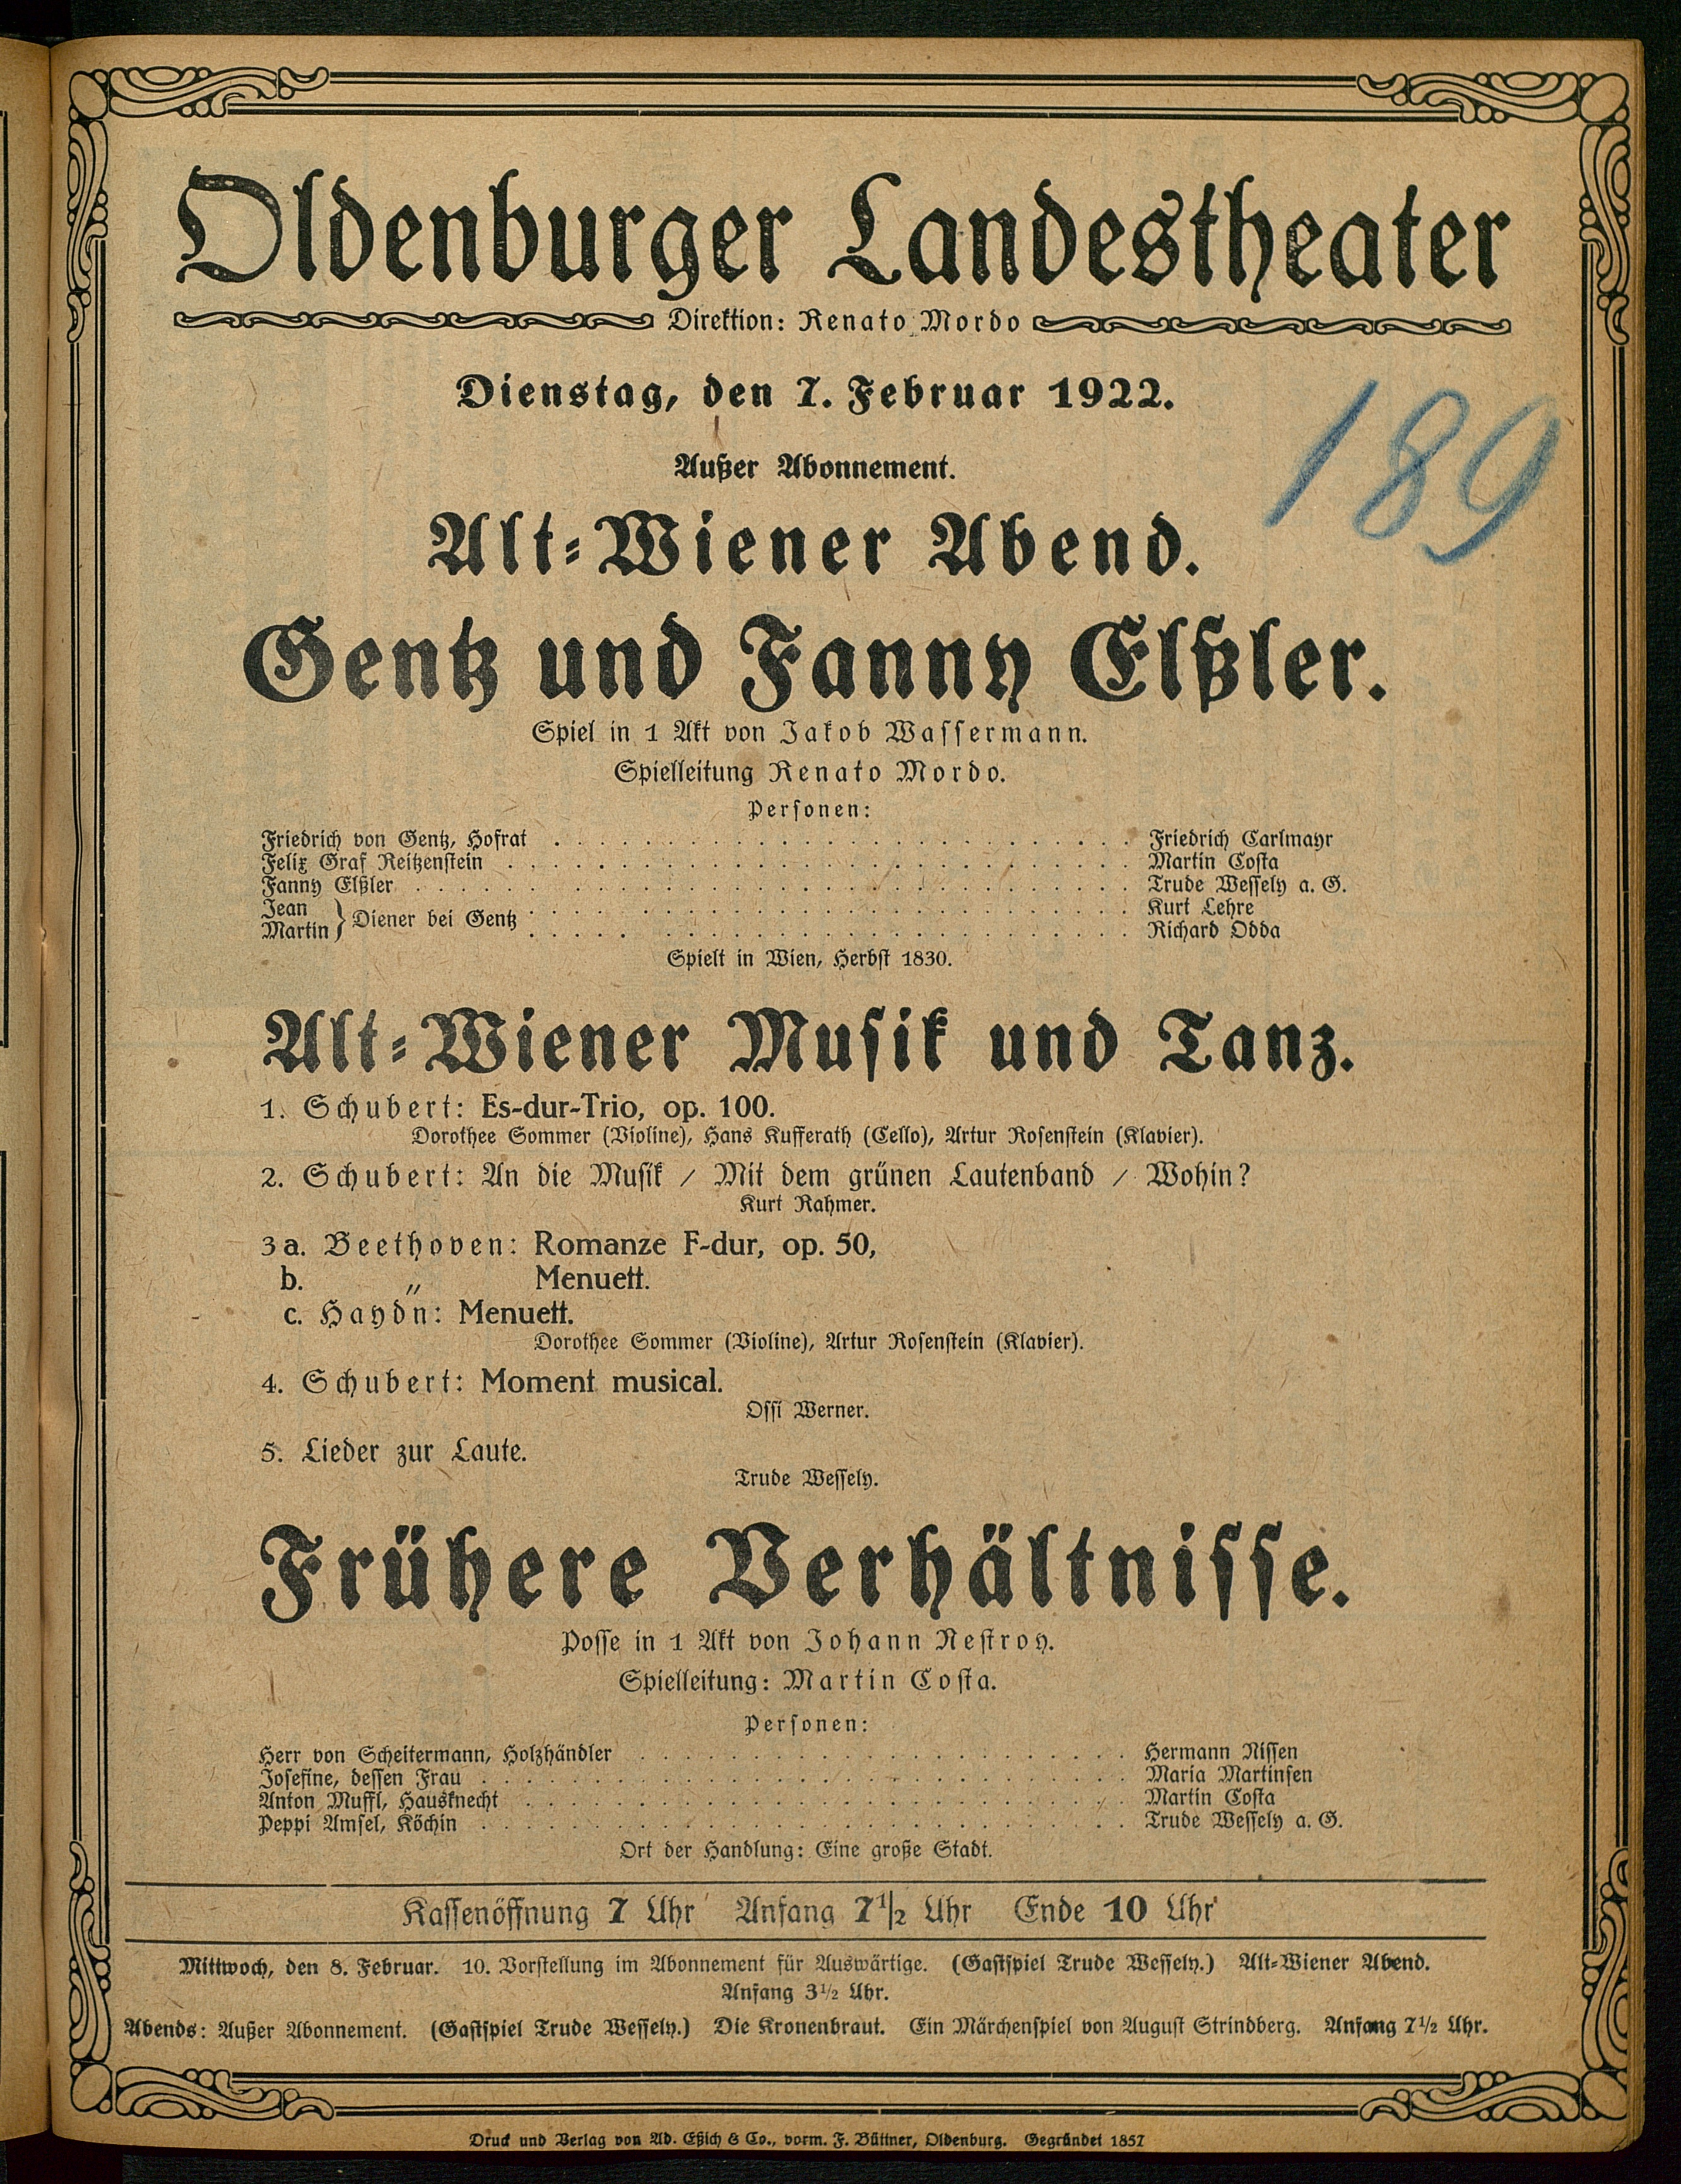 Oldenburger Landestheater
Direktion: Renato Mordo
Dienstag, den 7. Februar 1922.
189
Außer Abonnement.
Alt-Wiener Abend.
Gentz und Fanny Elßler.
Spiel in 1 Akt von Jakob Wassermann.
Spielleitung Renato Mordo.
Personen:
Friedrich von Gentz, Hofrat . . . . . Friedrich Carlmayr
Felix Graf Reitzenstein . . . . . Martin Costa
Fanny Elßler . . . . . Trude Wessely a. G.
Jean } Diener bei Gentz . . . . . Kurt Lehre
Martin } . . . . . Richard Odda
Spielt in Wien, Herbst 1830.
Alt-Wiener Musik und Tanz.
1. Schubert: Es-dur-Trio, op. 100.
Dorothee Sommer (Violine), Hans Kufferath (Cello), Artur Rosenstein (Klavier).
2. Schubert: An die Musik / Mit dem grünen Lautenband / Wohin?
Kurt Rahmer.
3a. Beethoven: Romanze F-dur, op. 50,
b. „ Menuett.
c. Haydn: Menuett.
Dorothee Sommer (Violine), Artur Rosenstein (Klavier).
4. Schubert: Moment musical.
Ossi Werner.
5. Lieder zur Laute.
Trude Wessely.
Frühere Verhältnisse.
Posse in 1 Akt von Johann Nestroy.
Spielleitung: Martin Costa.
Personen:
Herr von Scheitermann, Holzhändler . . . . . Hermann Nissen
Josefine, dessen Frau . . . . . Maria Martinsen
Anton Muffl, Hausknecht . . . . . Martin Costa
Peppi Amsel, Köchin . . . . . Trude Wessely a. G.
Ort der Handlung: Eine große Stadt.
Kassenöffnung 7 Uhr Anfang 7 1/2 Uhr Ende 10 Uhr
Mittwoch, den 8. Februar. 10. Vorstellung im Abonnement für Auswärtige. (Gastspiel Trude Wessely.) Alt-Wiener Abend.
Anfang 3 1/2 Uhr.
Abends: Außer Abonnement. (Gastspiel Trude Wessely.) Die Kronenbraut. Ein Märchenspiel von August Strindberg. Anfang 7 1/2 Uhr.
Druck und Verlag von Ad. Eßich & Co., vorm. F. Büttner, Oldenburg. Gegründet 1857